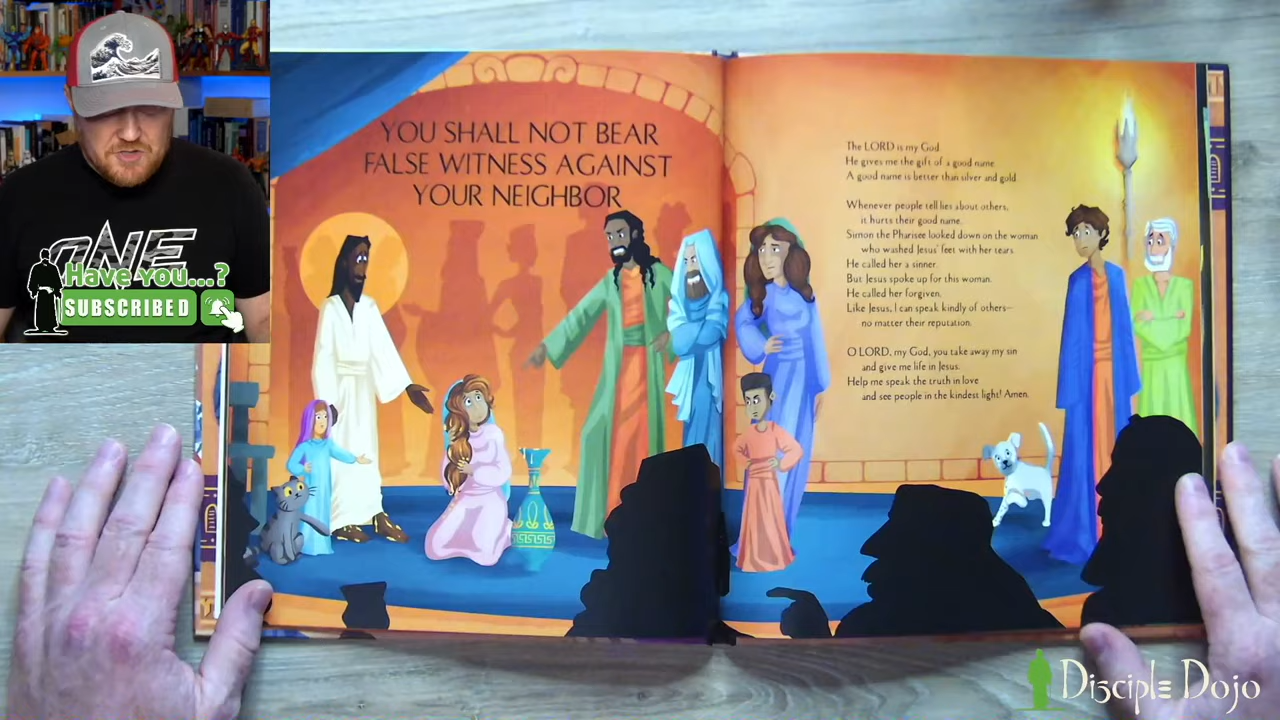 ONE
Have you...?
SUBSCRIBED
YOU SHALL NOT BEAR
FALSE WITNESS AGAINST
YOUR NEIGHBOR
The LORD is my God.
He gives me the gift of a good name.
A good name is better than silver and gold.
Whenever people tell lies about others,
it hurts their good name.
Simon the Pharisee looked down on the woman
who washed Jesus' feet with her tears.
He called her a sinner.
But Jesus spoke up for this woman.
He called her forgiven.
Like Jesus, I can speak kindly of others—
no matter their reputation.
O LORD, my God, you take away my sin
and give me life in Jesus.
Help me speak the truth in love
and see people in the kindest light! Amen.
Disciple Dojo